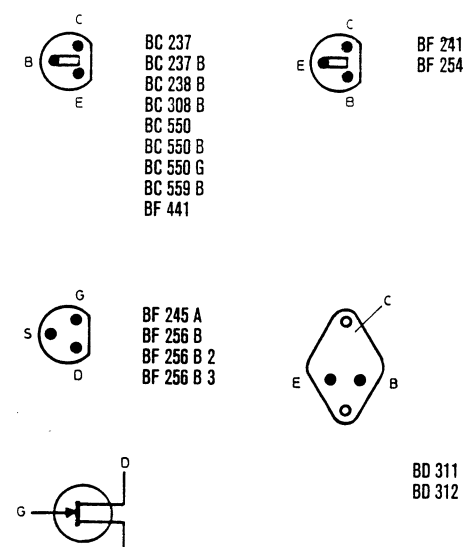 C
B
E
BC 237
BC 237 B
BC 238 B
BC 308 B
BC 550
BC 550 B
BC 550 G
BC 559 B
BF 441
C
E
B
BF 241
BF 254
G
S
D
BF 245 A
BF 256 B
BF 256 B 2
BF 256 B 3
C
E
B
BD 311
BD 312
D
G